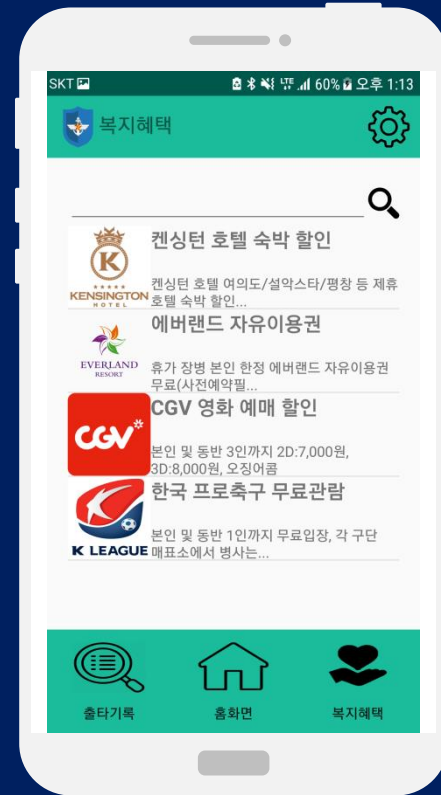 SKT LTE 60% 오후 1:13
복지혜택
켄싱턴 호텔 숙박 할인
K
KENSINGTON
HOTEL
켄싱턴 호텔 여의도/설악스타/평창 등 제휴
호텔 숙박 할인...
에버랜드 자유이용권
EVERLAND
RESORT
휴가 장병 본인 한정 에버랜드 자유이용권
무료(사전예약필...
CGV 영화 예매 할인
CGV
본인 및 동반 3인까지 2D:7,000원,
3D:8,000원, 오징어콤
한국 프로축구 무료관람
K LEAGUE
본인 및 동반 1인까지 무료입장, 각 구단
매표소에서 병사는...
출타기록 홈화면 복지혜택